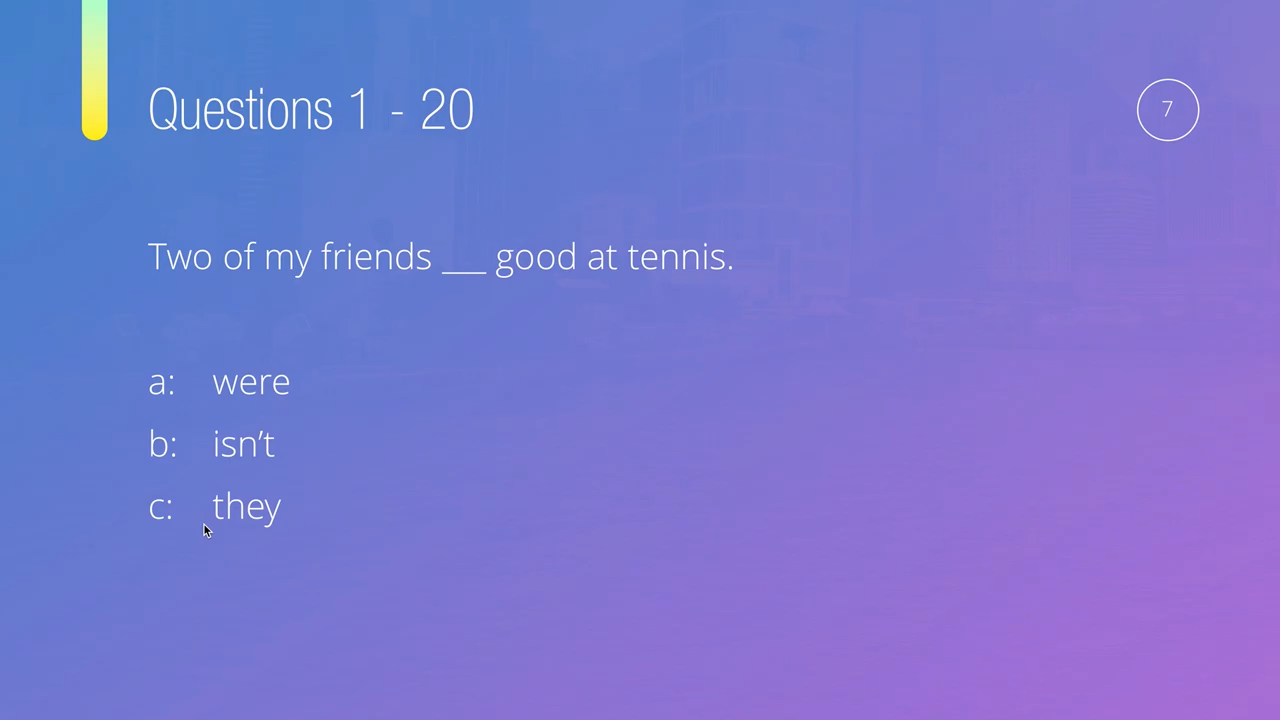 Questions 1 - 20
7
Two of my friends ___ good at tennis.
a: were
b: isn’t
c: they